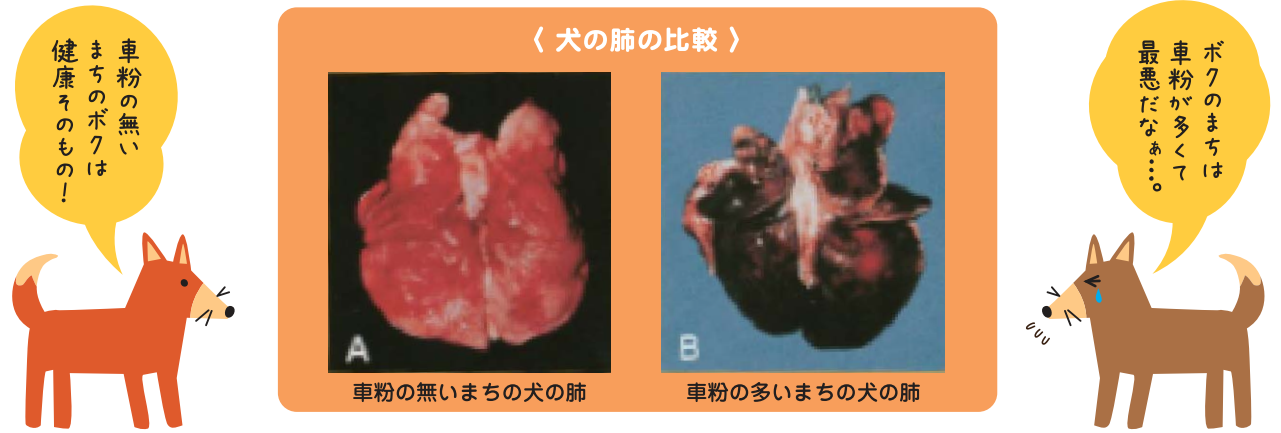 車粉の無い
まちのボクは
健康そのもの！
〈 犬の肺の比較 〉
A
車粉の無いまちの犬の肺
B
車粉の多いまちの犬の肺
ボクのまちは
車粉が多くて
最悪だなぁ…。